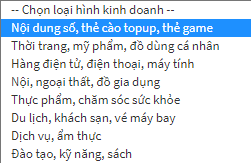 -- Chọn loại hình kinh doanh --
Nội dung số, thẻ cào topup, thẻ game
Thời trang, mỹ phẩm, đồ dùng cá nhân
Hàng điện tử, điện thoại, máy tính
Nội, ngoại thất, đồ gia dụng
Thực phẩm, chăm sóc sức khỏe
Du lịch, khách sạn, vé máy bay
Dịch vụ, ẩm thực
Đào tạo, kỹ năng, sách